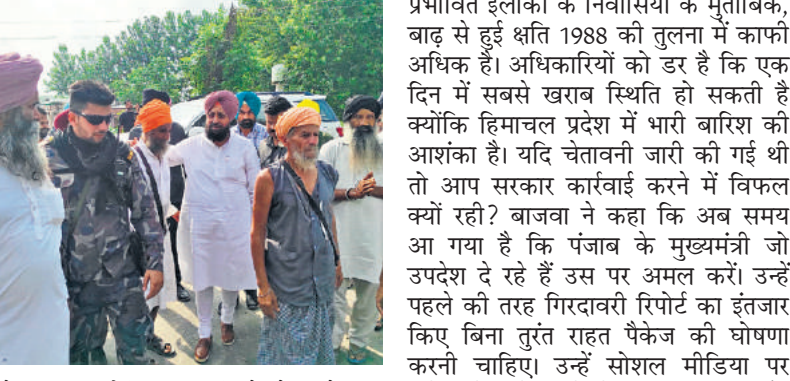 प्रभावित इलाकों के निवासियों के मुताबिक,
बाढ़ से हुई क्षति 1988 की तुलना में काफी
अधिक है। अधिकारियों को डर है कि एक
दिन में सबसे खराब स्थिति हो सकती है
क्योंकि हिमाचल प्रदेश में भारी बारिश की
आशंका है। यदि चेतावनी जारी की गई थी
तो आप सरकार कार्रवाई करने में विफल
क्यों रही? बाजवा ने कहा कि अब समय
आ गया है कि पंजाब के मुख्यमंत्री जो
उपदेश दे रहे हैं उस पर अमल करें। उन्हें
पहले की तरह गिरदावरी रिपोर्ट का इंतजार
किए बिना तुरंत राहत पैकेज की घोषणा
करनी चाहिए। उन्हें सोशल मीडिया पर